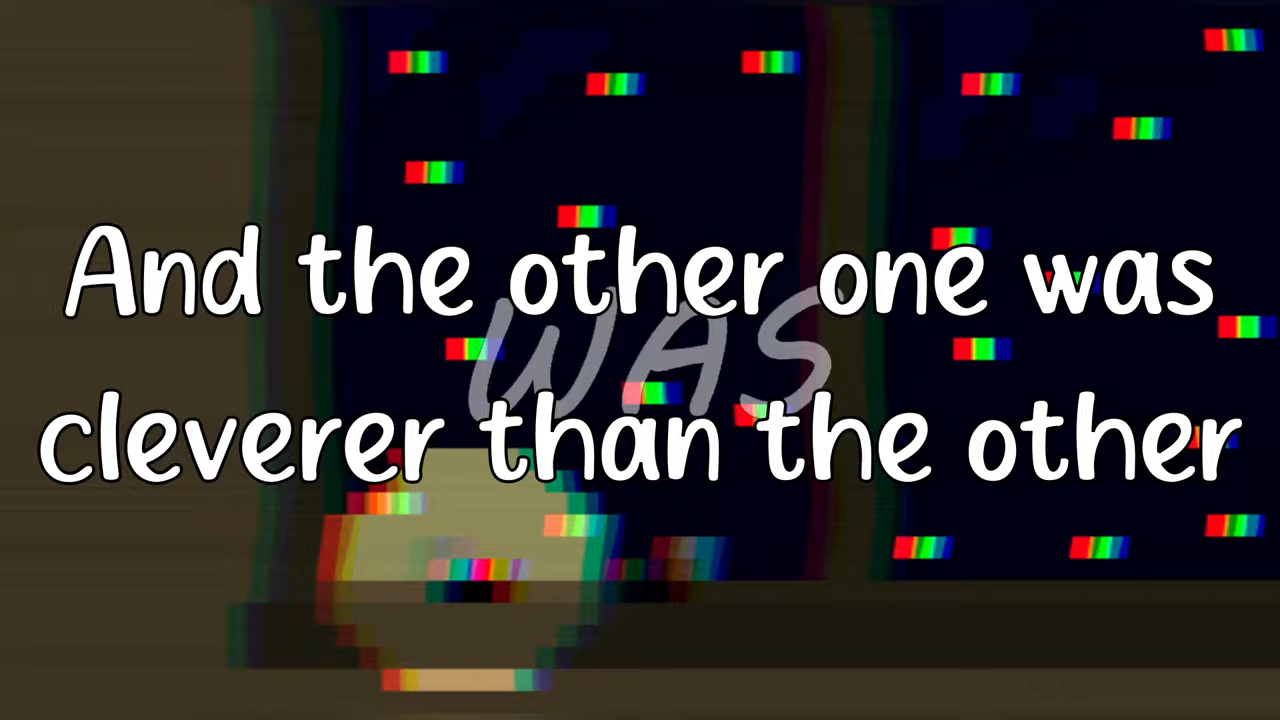 And the other one was
WAS
cleverer than the other